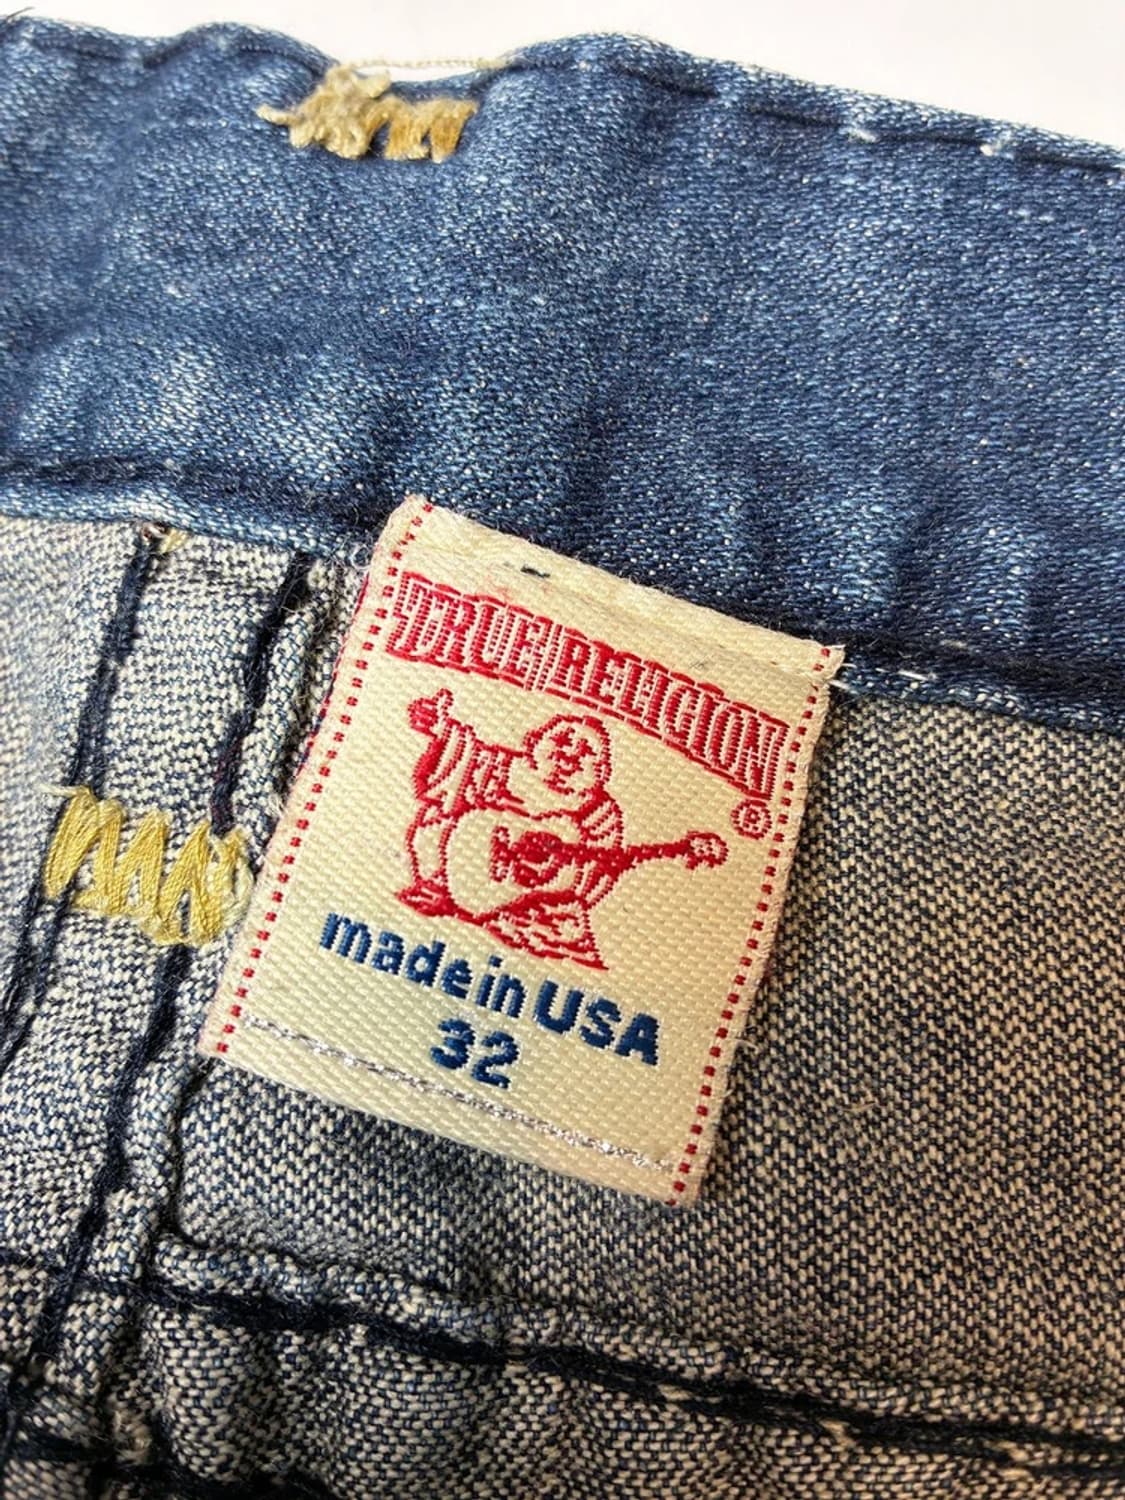 TRUE RELIGION
®
made in USA
32